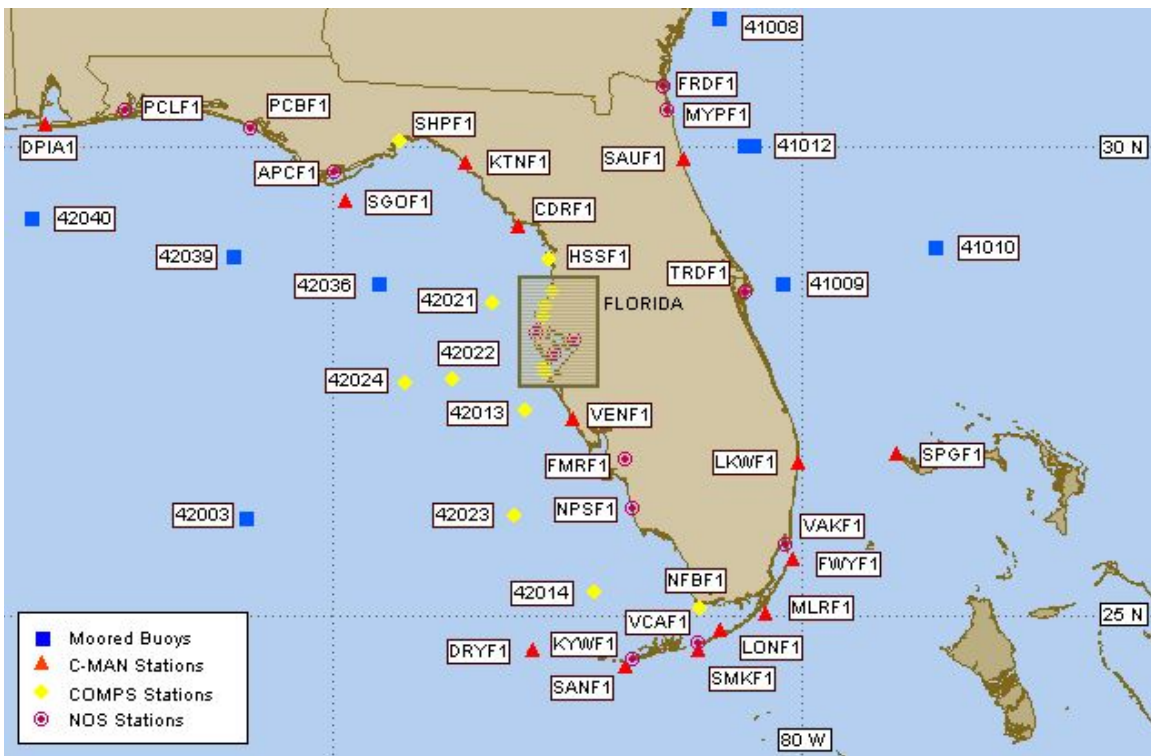 41008
FRDF1
PCLF1
PCBF1
MYPF1
SHPF1
DPIA1
KTNF1
SAUF1
41012
30 N
APCF1
SGOF1
CDRF1
42040
42039
HSSF1
41010
42036
TRDF1
41009
42021
FLORIDA
42022
42024
42013
VENF1
FMRF1
LKWF1
SPGF1
42003
42023
NPSF1
VAKF1
FWYF1
NFBF1
42014
MLRF1
25 N
VCAF1
KYWF1
DRYF1
LONF1
SMKF1
SANF1
Moored Buoys
C-MAN Stations
COMPS Stations
NOS Stations
80 W